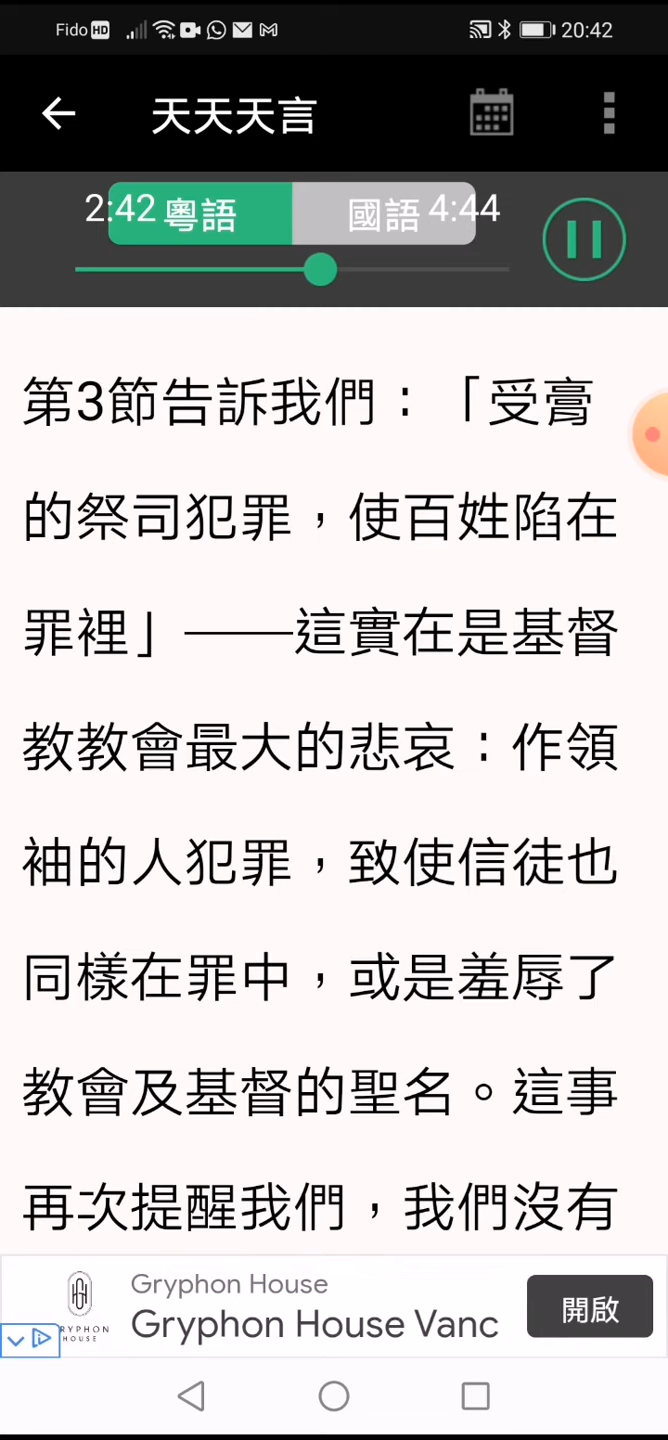 Fido HD 20:42
天天天言
2:42 粵語 國語 4:44
第3節告訴我們：「受膏
的祭司犯罪，使百姓陷在
罪裡」——這實在是基督
教教會最大的悲哀：作領
袖的人犯罪，致使信徒也
同樣在罪中，或是羞辱了
教會及基督的聖名。這事
再次提醒我們，我們沒有
Gryphon House
Gryphon House Vanc
開啟
RYPHON
HOUSE